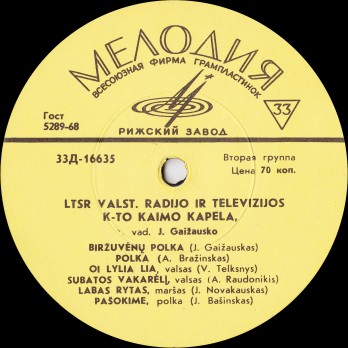 МЕЛОДИЯ
ВСЕСОЮЗНАЯ ФИРМА ГРАМПЛАСТИНОК
Гост
5289-68
33
РИЖСКИЙ ЗАВОД
33Д-16635
Вторая группа
Цена 70 коп.
LTSR VALST. RADIJO IR TELEVIZIJOS
K-TO KAIMO KAPELA,
vad. J. Gaižausko
BIRŽUVĖNŲ POLKA (J. Gaižauskas)
POLKA (A. Bražinskas)
OI LYLIA LIA, valsas (V. Telksnys)
SUBATOS VAKARĖLĮ, valsas (A. Raudonikis)
LABAS RYTAS, maršas (J. Novakauskas)
PAŠOKIME, polka (J. Bašinskas)